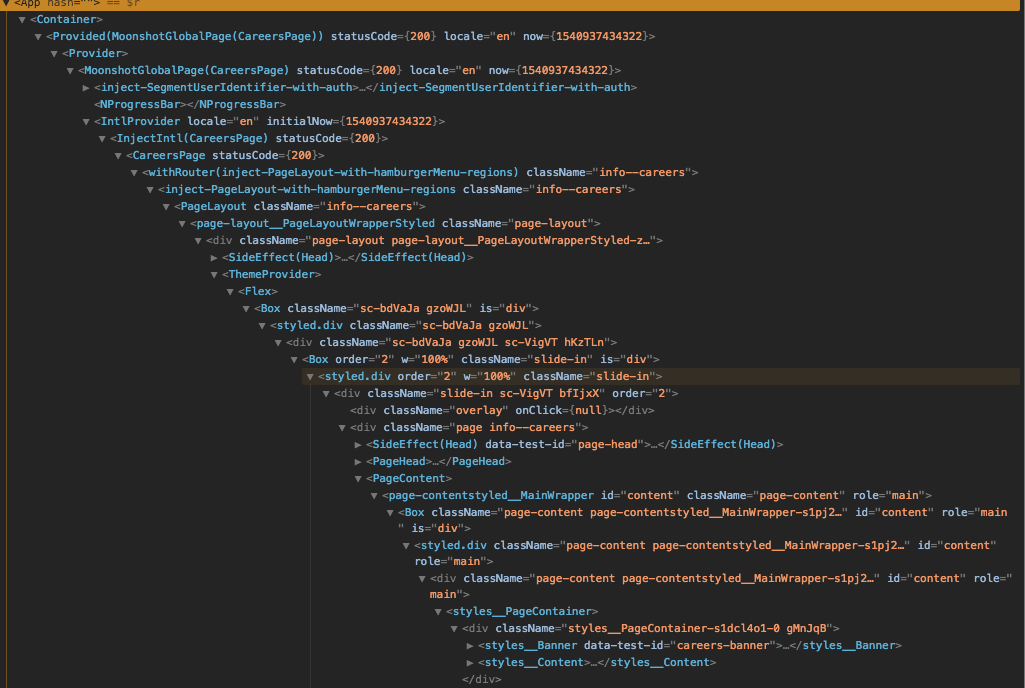 ▼ <App hash=""> == $r
▼ <Container>
▼ <Provided(MoonshotGlobalPage(CareersPage)) statusCode={200} locale="en" now={1540937434322}>
▼ <Provider>
▼ <MoonshotGlobalPage(CareersPage) statusCode={200} locale="en" now={1540937434322}>
▶ <inject-SegmentUserIdentifier-with-auth>…</inject-SegmentUserIdentifier-with-auth>
<NProgressBar></NProgressBar>
▼ <IntlProvider locale="en" initialNow={1540937434322}>
▼ <InjectIntl(CareersPage) statusCode={200}>
▼ <CareersPage statusCode={200}>
▼ <withRouter(inject-PageLayout-with-hamburgerMenu-regions) className="info--careers">
▼ <inject-PageLayout-with-hamburgerMenu-regions className="info--careers">
▼ <PageLayout className="info--careers">
▼ <page-layout__PageLayoutWrapperStyled className="page-layout">
▼ <div className="page-layout page-layout__PageLayoutWrapperStyled-z…">
▶ <SideEffect(Head)>…</SideEffect(Head)>
▼ <ThemeProvider>
▼ <Flex>
▼ <Box className="sc-bdVaJa gzoWJL" is="div">
▼ <styled.div className="sc-bdVaJa gzoWJL">
▼ <div className="sc-bdVaJa gzoWJL sc-VigVT hKzTLn">
▼ <Box order="2" w="100%" className="slide-in" is="div">
▼ <styled.div order="2" w="100%" className="slide-in">
▼ <div className="slide-in sc-VigVT bfIjxX" order="2">
<div className="overlay" onClick={null}></div>
▼ <div className="page info--careers">
▶ <SideEffect(Head) data-test-id="page-head">…</SideEffect(Head)>
▶ <PageHead>…</PageHead>
▼ <PageContent>
▼ <page-contentstyled__MainWrapper id="content" className="page-content" role="main">
▼ <Box className="page-content page-contentstyled__MainWrapper-s1pj2…" id="content" role="main
" is="div">
▼ <styled.div className="page-content page-contentstyled__MainWrapper-s1pj2…" id="content"
role="main">
▼ <div className="page-content page-contentstyled__MainWrapper-s1pj2…" id="content" role="
main">
▼ <styles__PageContainer>
▼ <div className="styles__PageContainer-s1dcl4o1-0 gMnJqB">
▶ <styles__Banner data-test-id="careers-banner">…</styles__Banner>
▶ <styles__Content>…</styles__Content>
</div>